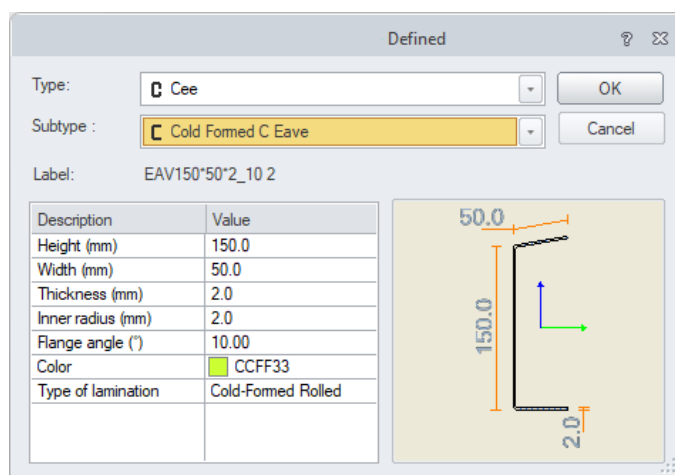 Defined
Type: Cee
OK
Subtype : Cold Formed C Eave
Cancel
Label: EAV150*50*2_10 2
Description Value
Height (mm) 150.0
Width (mm) 50.0
Thickness (mm) 2.0
Inner radius (mm) 2.0
Flange angle (°) 10.00
Color CCFF33
Type of lamination Cold-Formed Rolled
50.0
150.0
2.0